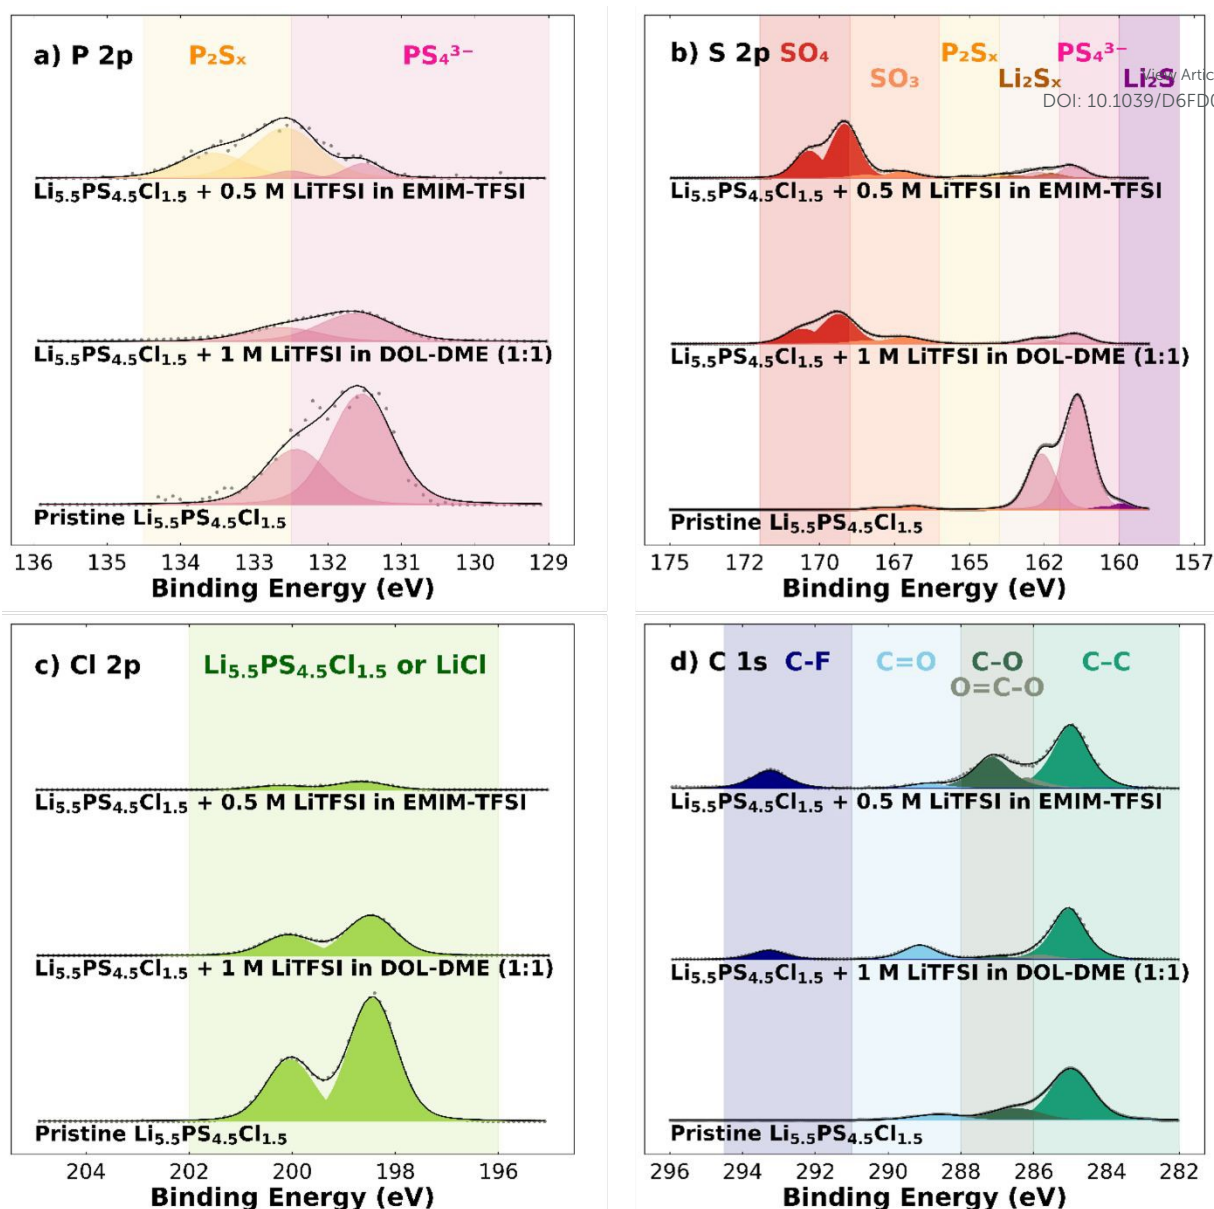 a) P 2p
P₂Sₓ
PS₄³⁻
Li₅.₅PS₄.₅Cl₁.₅ + 0.5 M LiTFSI in EMIM-TFSI
Li₅.₅PS₄.₅Cl₁.₅ + 1 M LiTFSI in DOL-DME (1:1)
Pristine Li₅.₅PS₄.₅Cl₁.₅
136 135 134 133 132 131 130 129
Binding Energy (eV)
b) S 2p
SO₄
SO₃
P₂Sₓ
Li₂Sₓ
PS₄³⁻
Li₂S
View Artic
DOI: 10.1039/D6FD0
Li₅.₅PS₄.₅Cl₁.₅ + 0.5 M LiTFSI in EMIM-TFSI
Li₅.₅PS₄.₅Cl₁.₅ + 1 M LiTFSI in DOL-DME (1:1)
Pristine Li₅.₅PS₄.₅Cl₁.₅
175 172 169 167 165 162 160 157
Binding Energy (eV)
c) Cl 2p
Li₅.₅PS₄.₅Cl₁.₅ or LiCl
Li₅.₅PS₄.₅Cl₁.₅ + 0.5 M LiTFSI in EMIM-TFSI
Li₅.₅PS₄.₅Cl₁.₅ + 1 M LiTFSI in DOL-DME (1:1)
Pristine Li₅.₅PS₄.₅Cl₁.₅
204 202 200 198 196
Binding Energy (eV)
d) C 1s
C-F
C=O
C–O
O=C–O
C–C
Li₅.₅PS₄.₅Cl₁.₅ + 0.5 M LiTFSI in EMIM-TFSI
Li₅.₅PS₄.₅Cl₁.₅ + 1 M LiTFSI in DOL-DME (1:1)
Pristine Li₅.₅PS₄.₅Cl₁.₅
296 294 292 290 288 286 284 282
Binding Energy (eV)